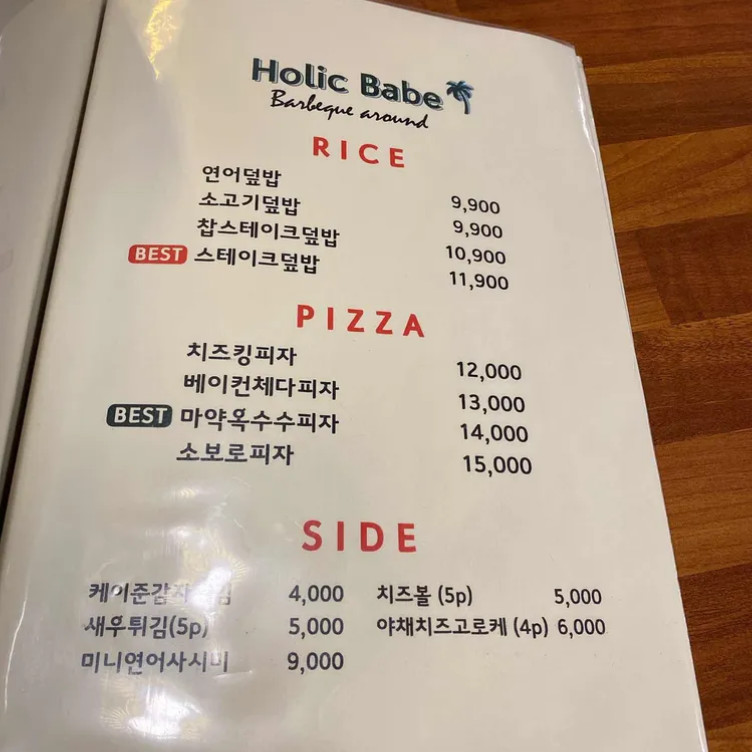 Holic Babe
Barbeque around
RICE
연어덮밥 9,900
소고기덮밥 9,900
찹스테이크덮밥 10,900
BEST 스테이크덮밥 11,900
PIZZA
치즈킹피자 12,000
베이컨체다피자 13,000
BEST 마약옥수수피자 14,000
소보로피자 15,000
SIDE
4,000 치즈볼 (5p) 5,000
새우튀김(5p) 5,000 야채치즈고로케 (4p) 6,000
미니연어사시미 9,000